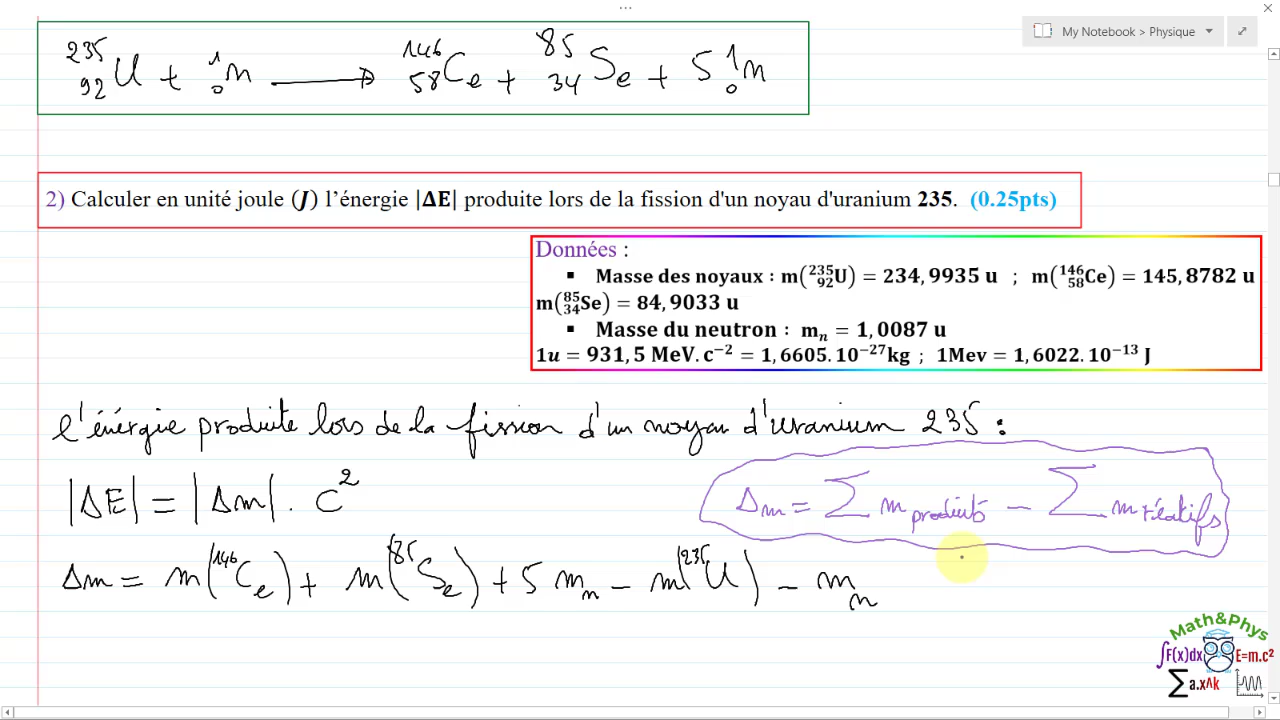 ...
My Notebook > Physique
²³⁵₉₂U + ¹₀n ⟶ ¹⁴⁶₅₈Ce + ⁸⁵₃₄Se + 5 ¹₀n
2) Calculer en unité joule (J) l'énergie |ΔE| produite lors de la fission d'un noyau d'uranium 235. (0.25pts)
Données :
▪ Masse des noyaux : m(²³⁵₉₂U) = 234,9935 u ; m(¹⁴⁶₅₈Ce) = 145,8782 u
m(⁸⁵₃₄Se) = 84,9033 u
▪ Masse du neutron : mₙ = 1,0087 u
1u = 931,5 MeV.c⁻² = 1,6605.10⁻²⁷kg ; 1Mev = 1,6022.10⁻¹³ J
l'énérgie produite lors de la fission d'un noyau d'uranium 235 :
|ΔE| = |Δm| . C²
Δm = Σ m produits − Σ m réatifs
Δm = m(¹⁴⁶Ce) + m(⁸⁵Se) + 5 mₙ − m(²³⁵U) − mₙ
Math&Phys
∫F(x)dx E=m.c²
Σ a.x^k